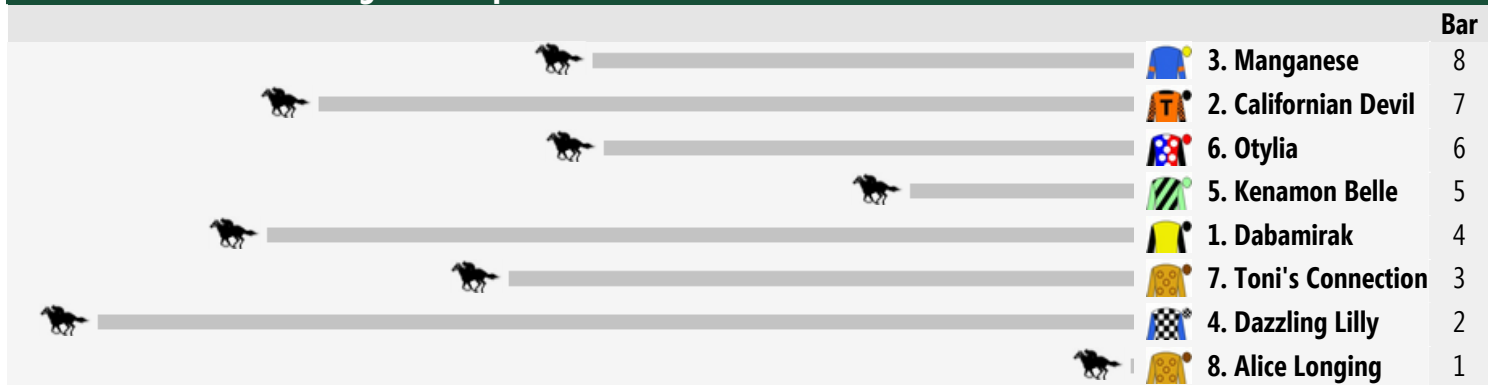 Bar
3. Manganese 8
T
2. Californian Devil 7
6. Otylia 6
5. Kenamon Belle 5
1. Dabamirak 4
7. Toni's Connection 3
4. Dazzling Lilly 2
8. Alice Longing 1